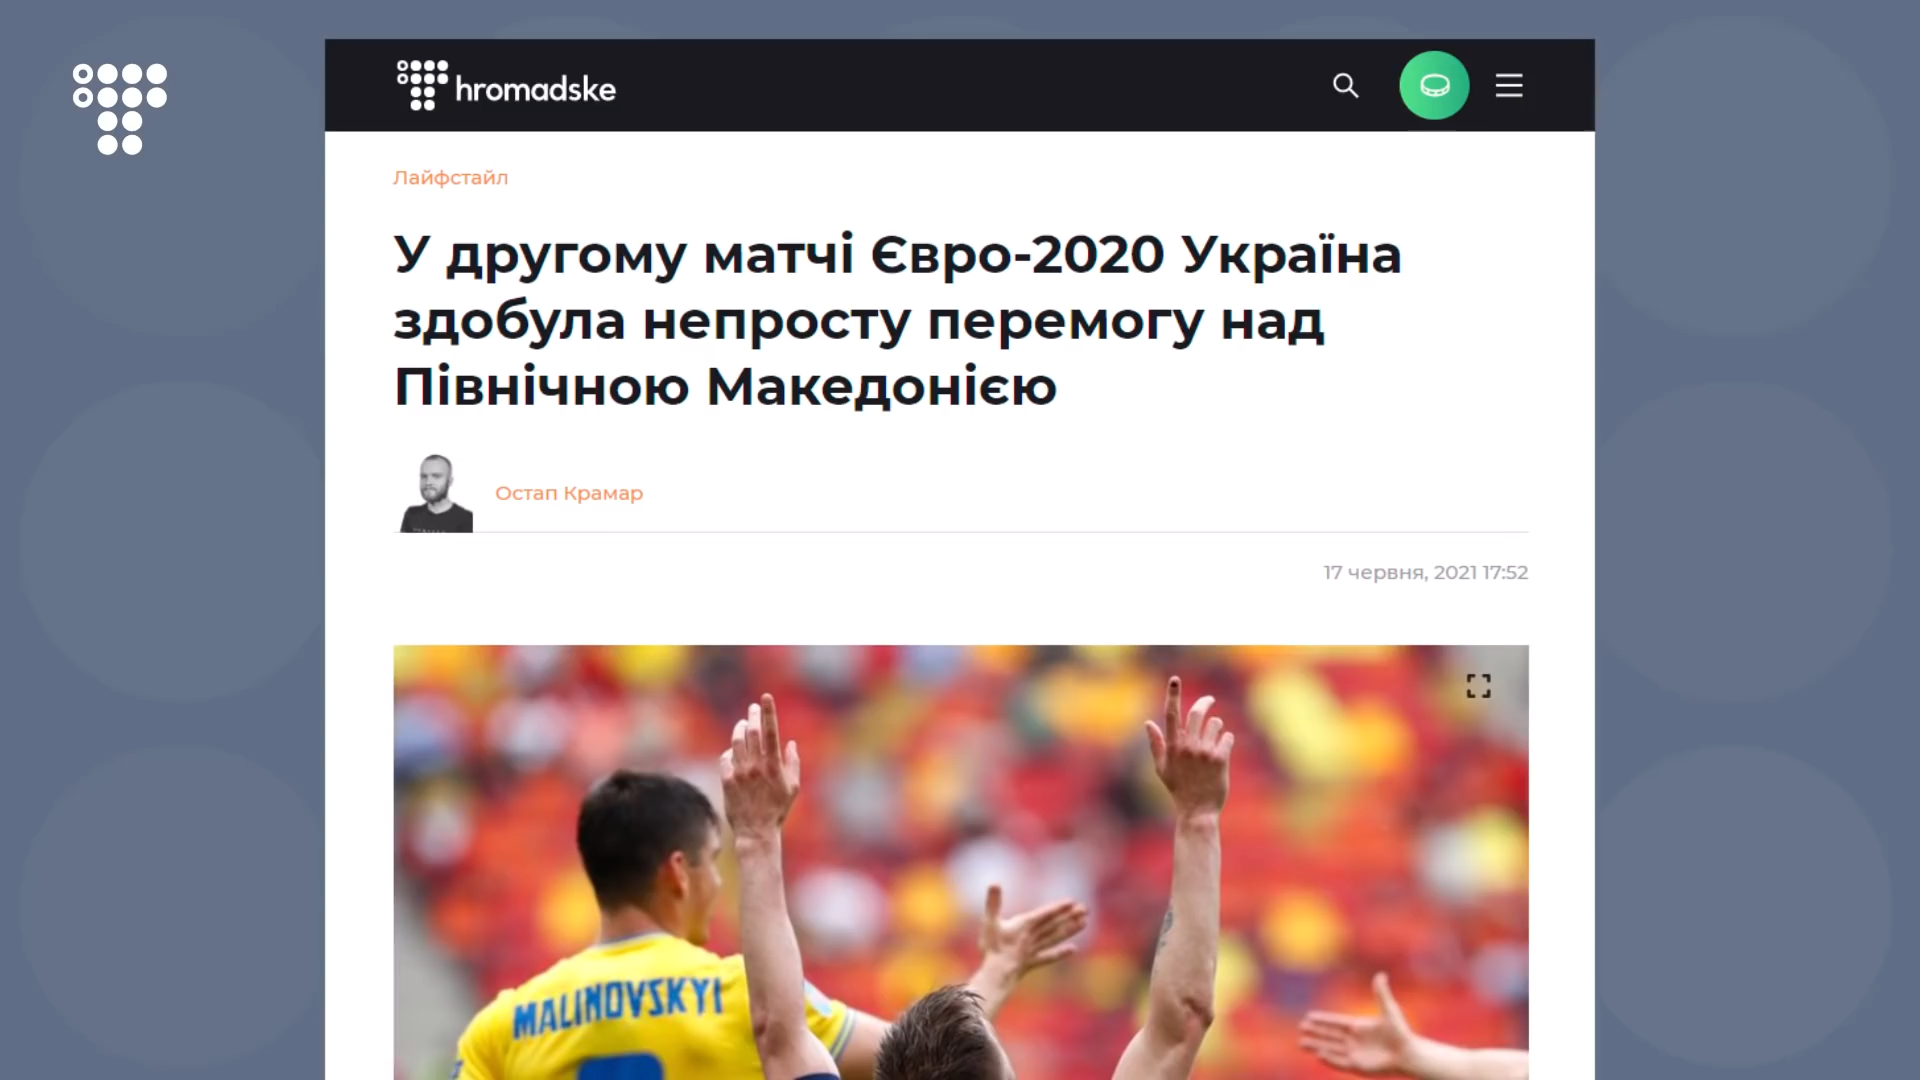 hromadske
Лайфстайл
У другому матчі Євро-2020 Україна
здобула непросту перемогу над
Північною Македонією
Остап Крамар
17 червня, 2021 17:52
MALINOVSKYI